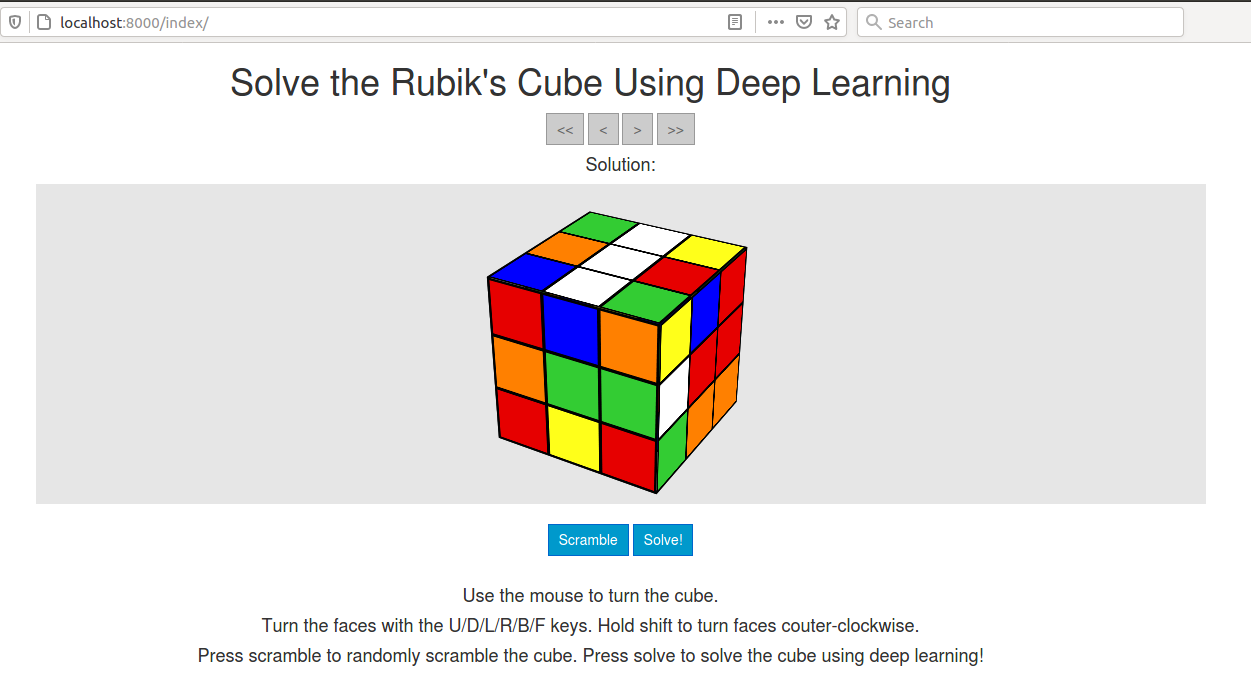 localhost:8000/index/
Search
Solve the Rubik's Cube Using Deep Learning
<< < > >>
Solution:
Scramble Solve!
Use the mouse to turn the cube.
Turn the faces with the U/D/L/R/B/F keys. Hold shift to turn faces couter-clockwise.
Press scramble to randomly scramble the cube. Press solve to solve the cube using deep learning!